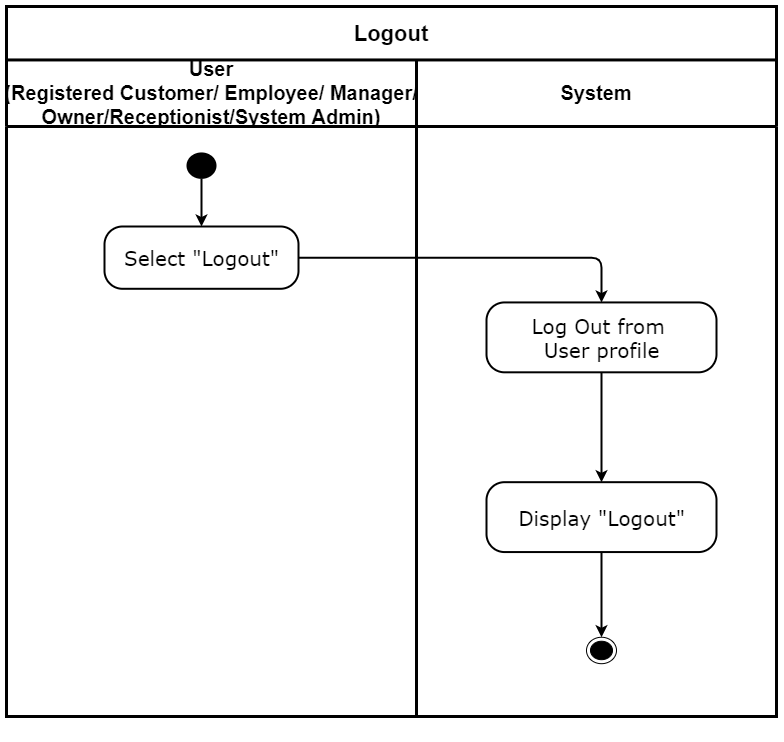 Logout
User
(Registered Customer/ Employee/ Manager/
Owner/Receptionist/System Admin)
System
Select "Logout"
Log Out from
User profile
Display "Logout"